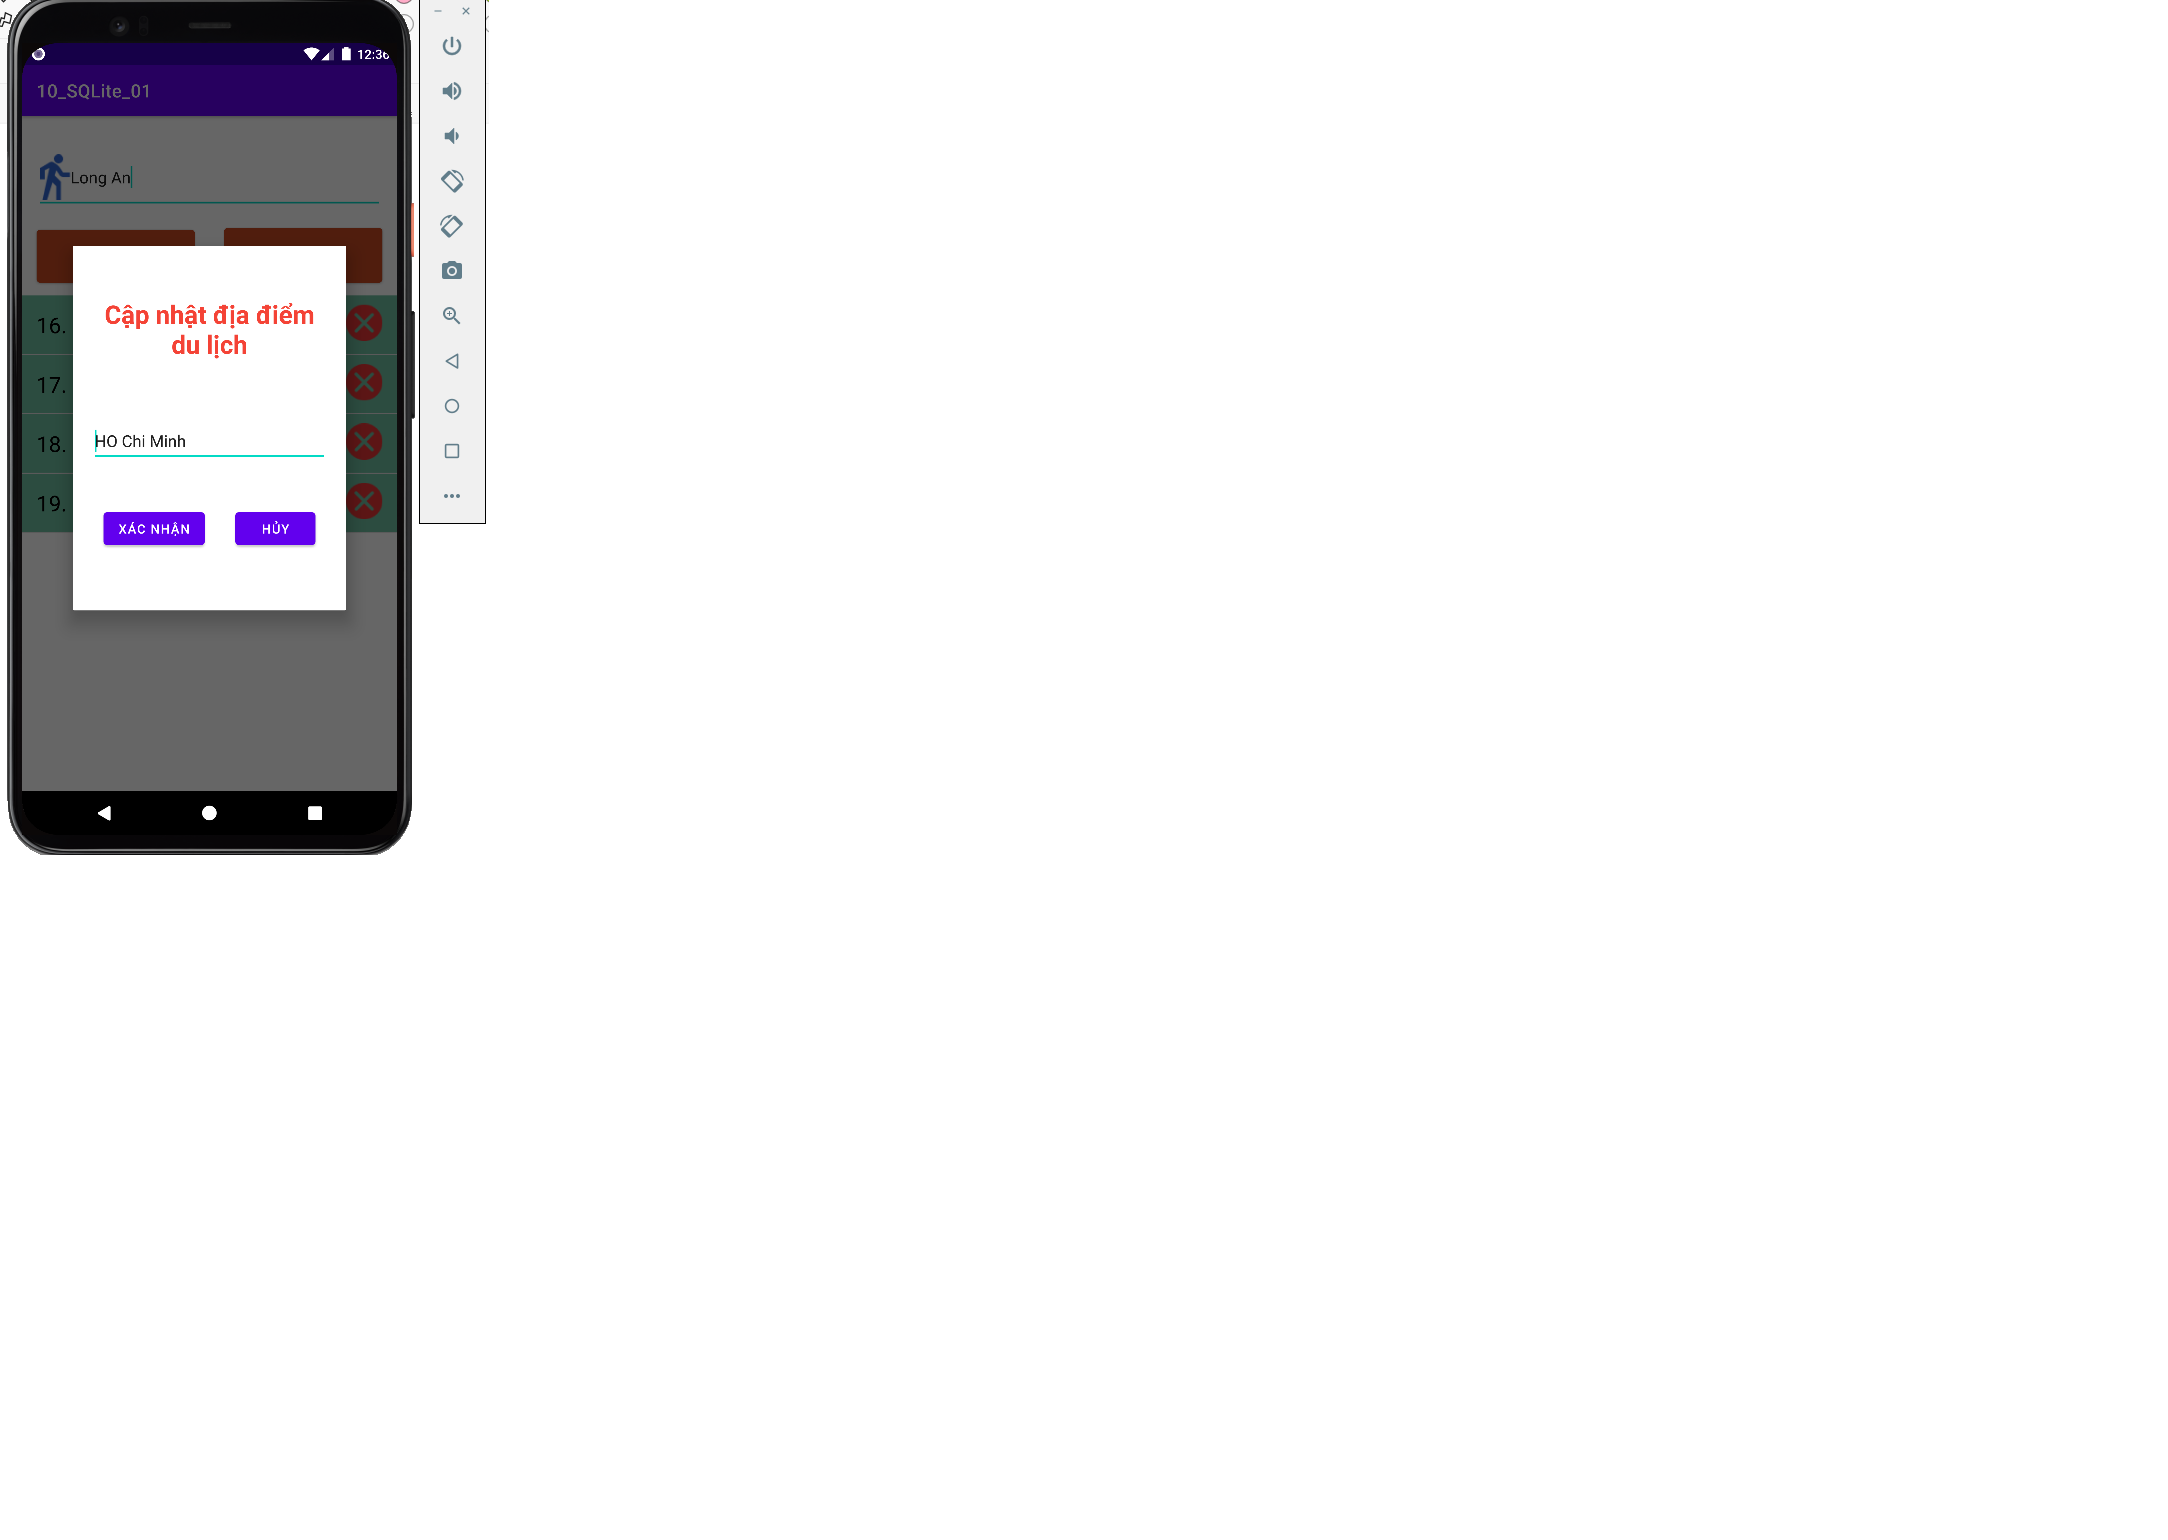 12:36
10_SQLite_01
Long An
16.
17.
18.
19.
Cập nhật địa điểm
du lịch
HO Chi Minh
XÁC NHẬN
HỦY